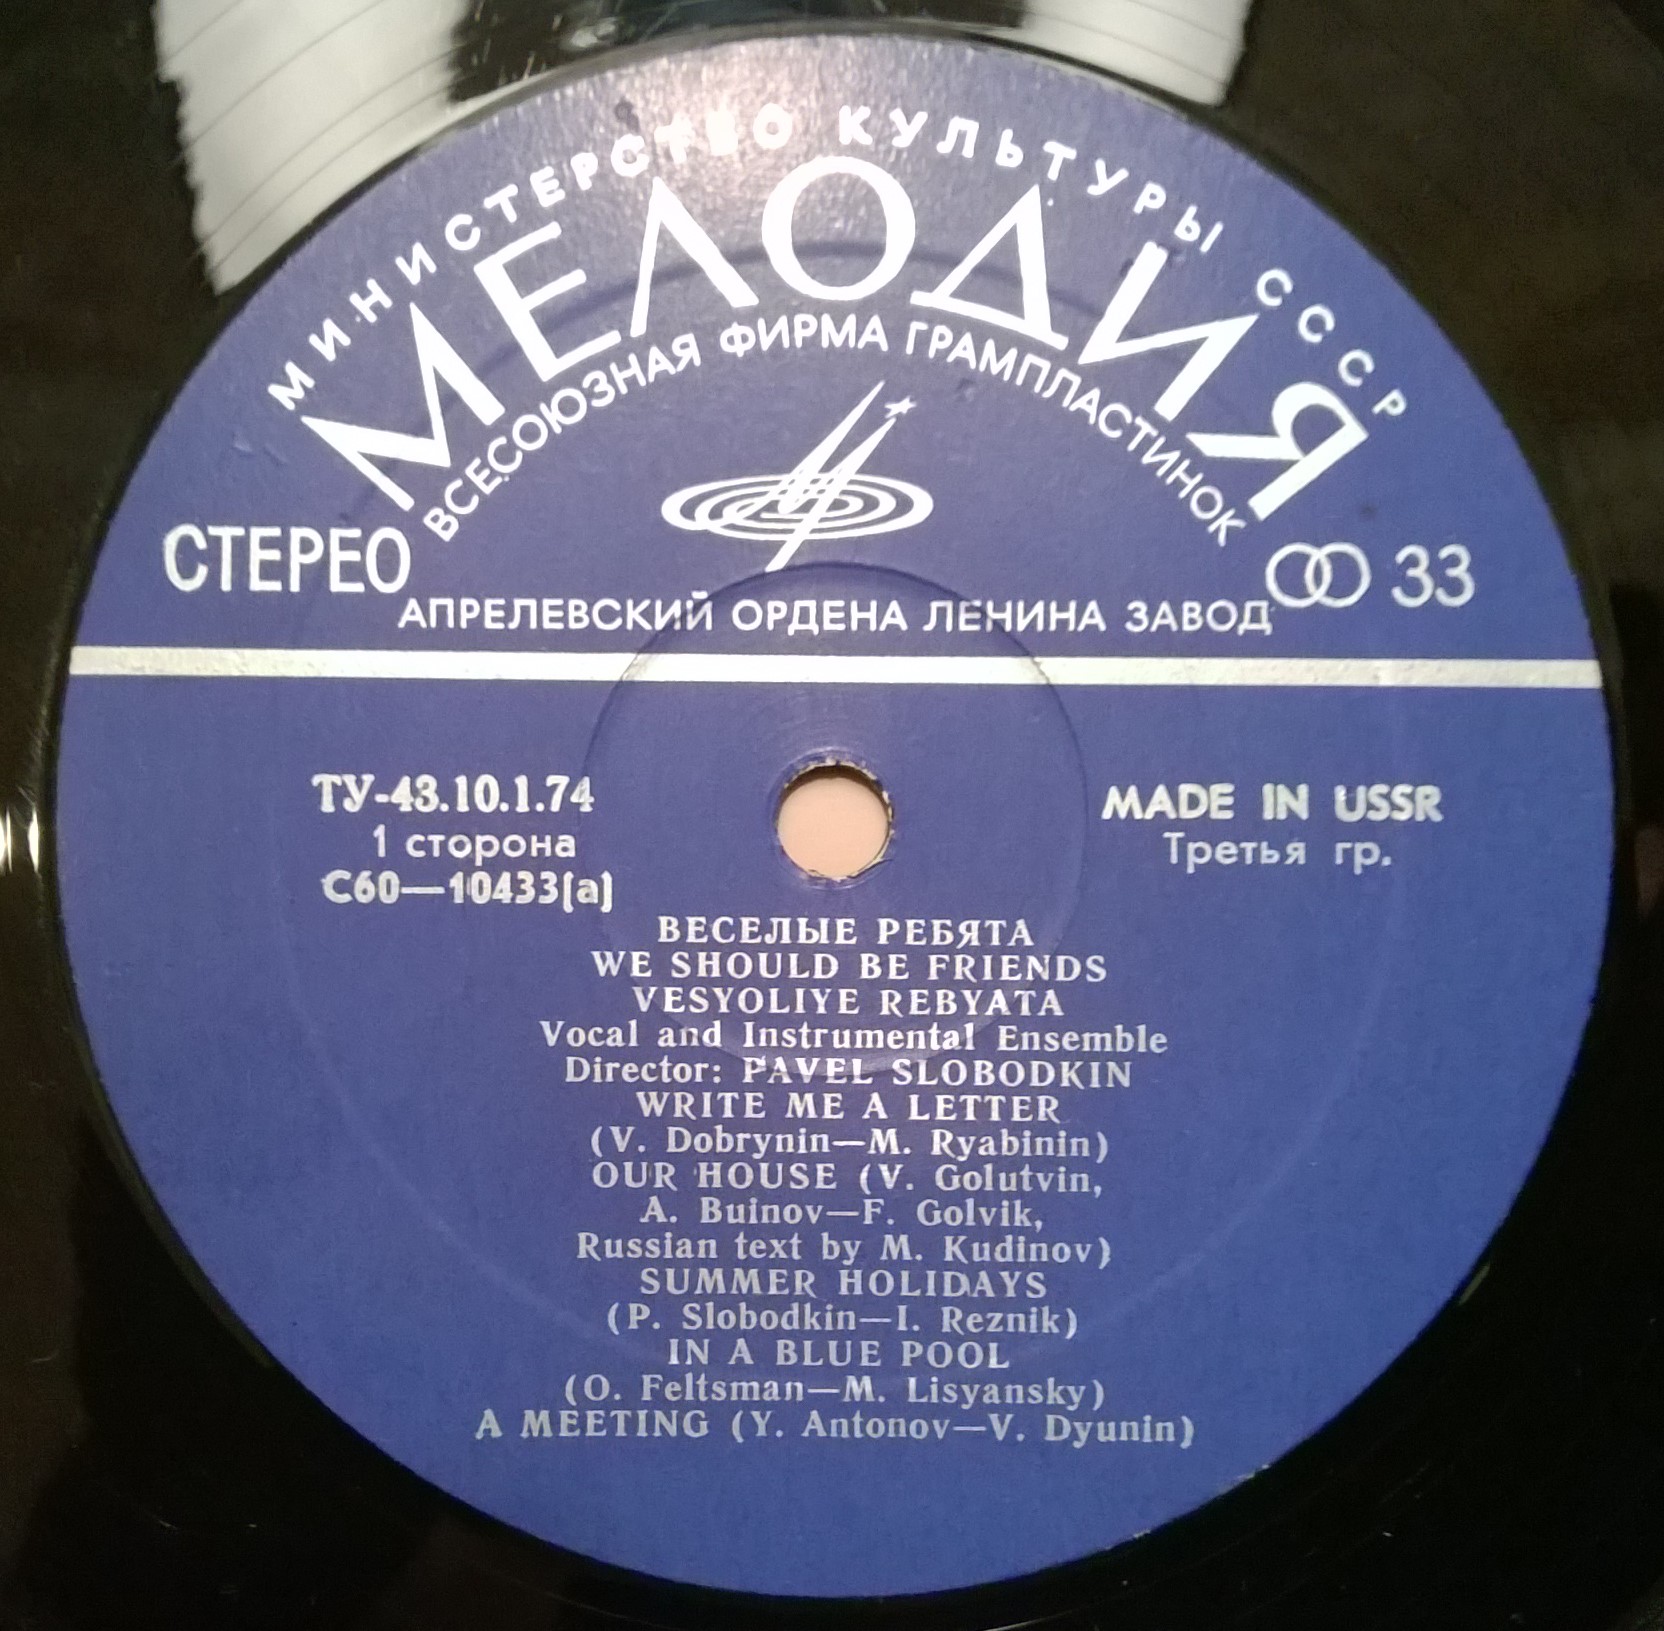 МИНИСТЕРСТВО КУЛЬТУРЫ СССР
МЕЛОДИЯ
ВСЕСОЮЗНАЯ ФИРМА ГРАМПЛАСТИНОК
СТЕРЕО
33
АПРЕЛЕВСКИЙ ОРДЕНА ЛЕНИНА ЗАВОД
ТУ-43.10.1.74
1 сторона
С60—10433(а)
MADE IN USSR
Третья гр.
ВЕСЕЛЫЕ РЕБЯТА
WE SHOULD BE FRIENDS
VESYOLIYE REBYATA
Vocal and Instrumental Ensemble
Director: PAVEL SLOBODKIN
WRITE ME A LETTER
(V. Dobrynin—M. Ryabinin)
OUR HOUSE (V. Golutvin,
A. Buinov—F. Golvik,
Russian text by M. Kudinov)
SUMMER HOLIDAYS
(P. Slobodkin—I. Reznik)
IN A BLUE POOL
(O. Feltsman—M. Lisyansky)
A MEETING (Y. Antonov—V. Dyunin)